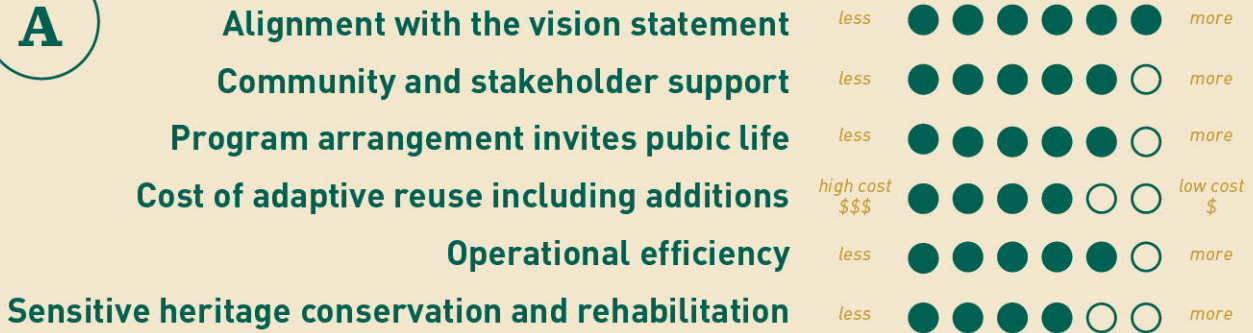 A
Alignment with the vision statement less more
Community and stakeholder support less more
Program arrangement invites pubic life less more
Cost of adaptive reuse including additions high cost $$$ low cost $
Operational efficiency less more
Sensitive heritage conservation and rehabilitation less more